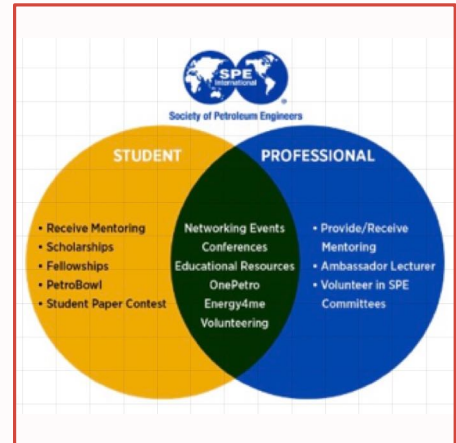 SPE
International
®
Society of Petroleum Engineers
STUDENT
• Receive Mentoring
• Scholarships
• Fellowships
• PetroBowl
• Student Paper Contest
Networking Events
Conferences
Educational Resources
OnePetro
Energy4me
Volunteering
PROFESSIONAL
• Provide/Receive
Mentoring
• Ambassador Lecturer
• Volunteer in SPE
Committees